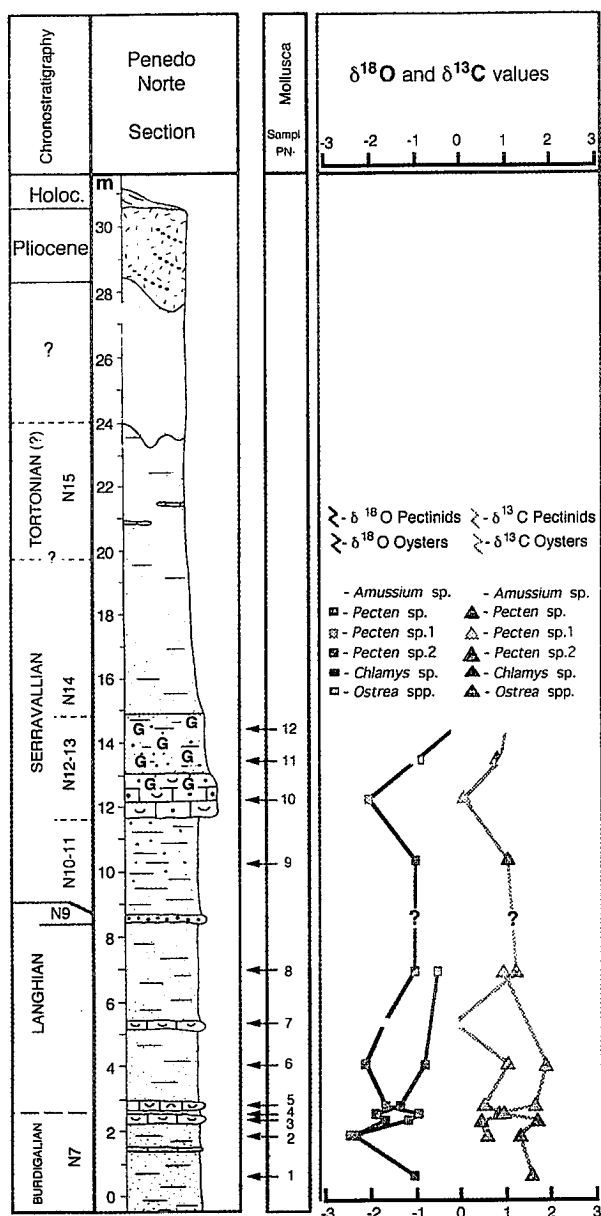 Chronostratigraphy
Penedo
Norte
Section
Mollusca
Sampl
PN-
δ18O and δ13C values
-3 -2 -1 0 1 2 3
Holoc.
Pliocene
?
TORTONIAN (?)
N15
?
SERRAVALLIAN
N14
N12-13
N10-11
N9
LANGHIAN
BURDIGALIAN
N7
m
30
28
26
24
22
20
18
16
14
12
10
8
6
4
2
0
G
G G
G
G G
12
11
10
9
8
7
6
5
4
3
2
1
- δ 18 O Pectinids - δ13 C Pectinids
- δ18 O Oysters - δ13 C Oysters
- Amussium sp. - Amussium sp.
- Pecten sp. - Pecten sp.
- Pecten sp.1 - Pecten sp.1
- Pecten sp.2 - Pecten sp.2
- Chlamys sp. - Chlamys sp.
- Ostrea spp. - Ostrea spp.
? ?
-3 -2 -1 0 1 2 3